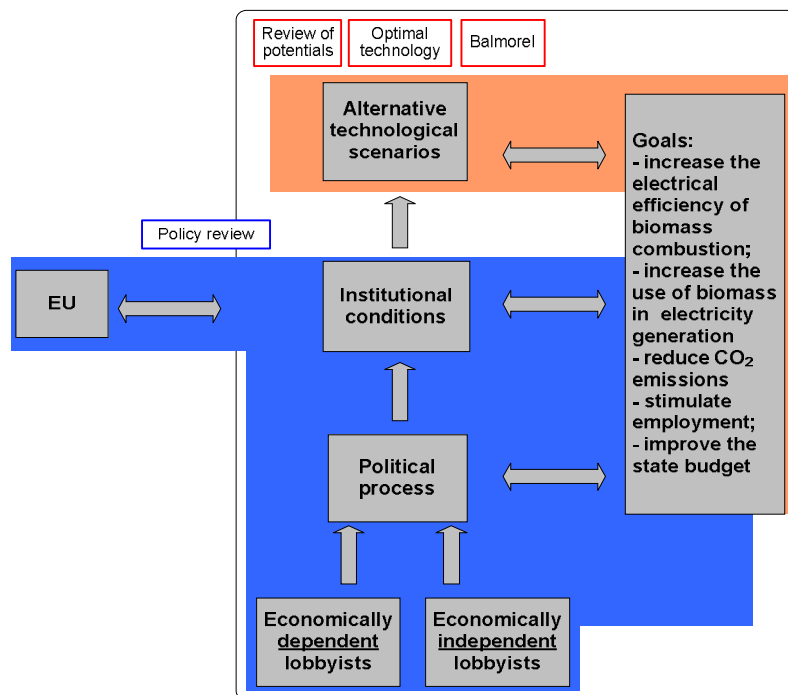 Review of
potentials
Optimal
technology
Balmorel
Alternative
technological
scenarios
Goals:
- increase the
electrical
efficiency of
biomass
combustion;
- increase the
use of biomass
in electricity
generation
- reduce CO₂
emissions
- stimulate
employment;
- improve the
state budget
Policy review
EU
Institutional
conditions
Political
process
Economically
dependent
lobbyists
Economically
independent
lobbyists